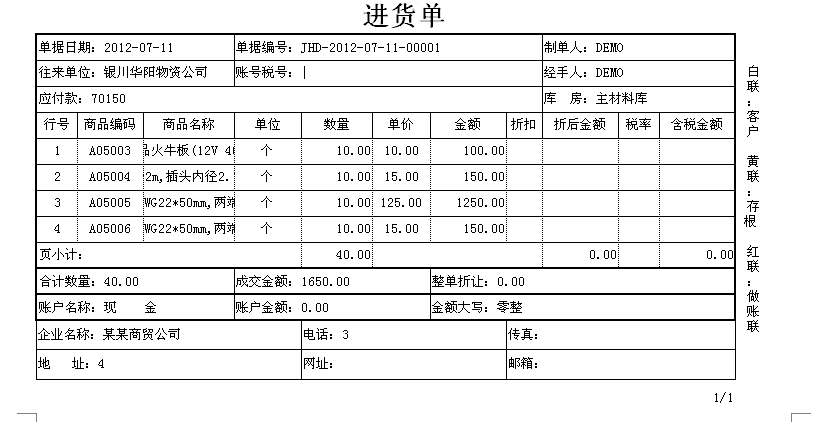 进货单
单据日期：2012-07-11 单据编号：JHD-2012-07-11-00001 制单人：DEMO
往来单位：银川华阳物资公司 账号税号： 经手人：DEMO
应付款：70150 库 房：主材料库
行号 商品编码 商品名称 单位 数量 单价 金额 折扣 折后金额 税率 含税金额
1 A05003 火牛板(12V 个 10.00 10.00 100.00
2 A05004 2m,插头内径2. 个 10.00 15.00 150.00
3 A05005 WG22*50mm,两端 个 10.00 125.00 1250.00
4 A05006 WG22*50mm,两端 个 10.00 15.00 150.00
页小计： 40.00 0.00 0.00
合计数量：40.00 成交金额：1650.00 整单折让：0.00
账户名称：现 金 账户金额：0.00 金额大写：零整
企业名称：某某商贸公司 电话：3 传真：
地 址：4 网址： 邮箱：
白联：客户 黄联：存根 红联：做账联
1/1